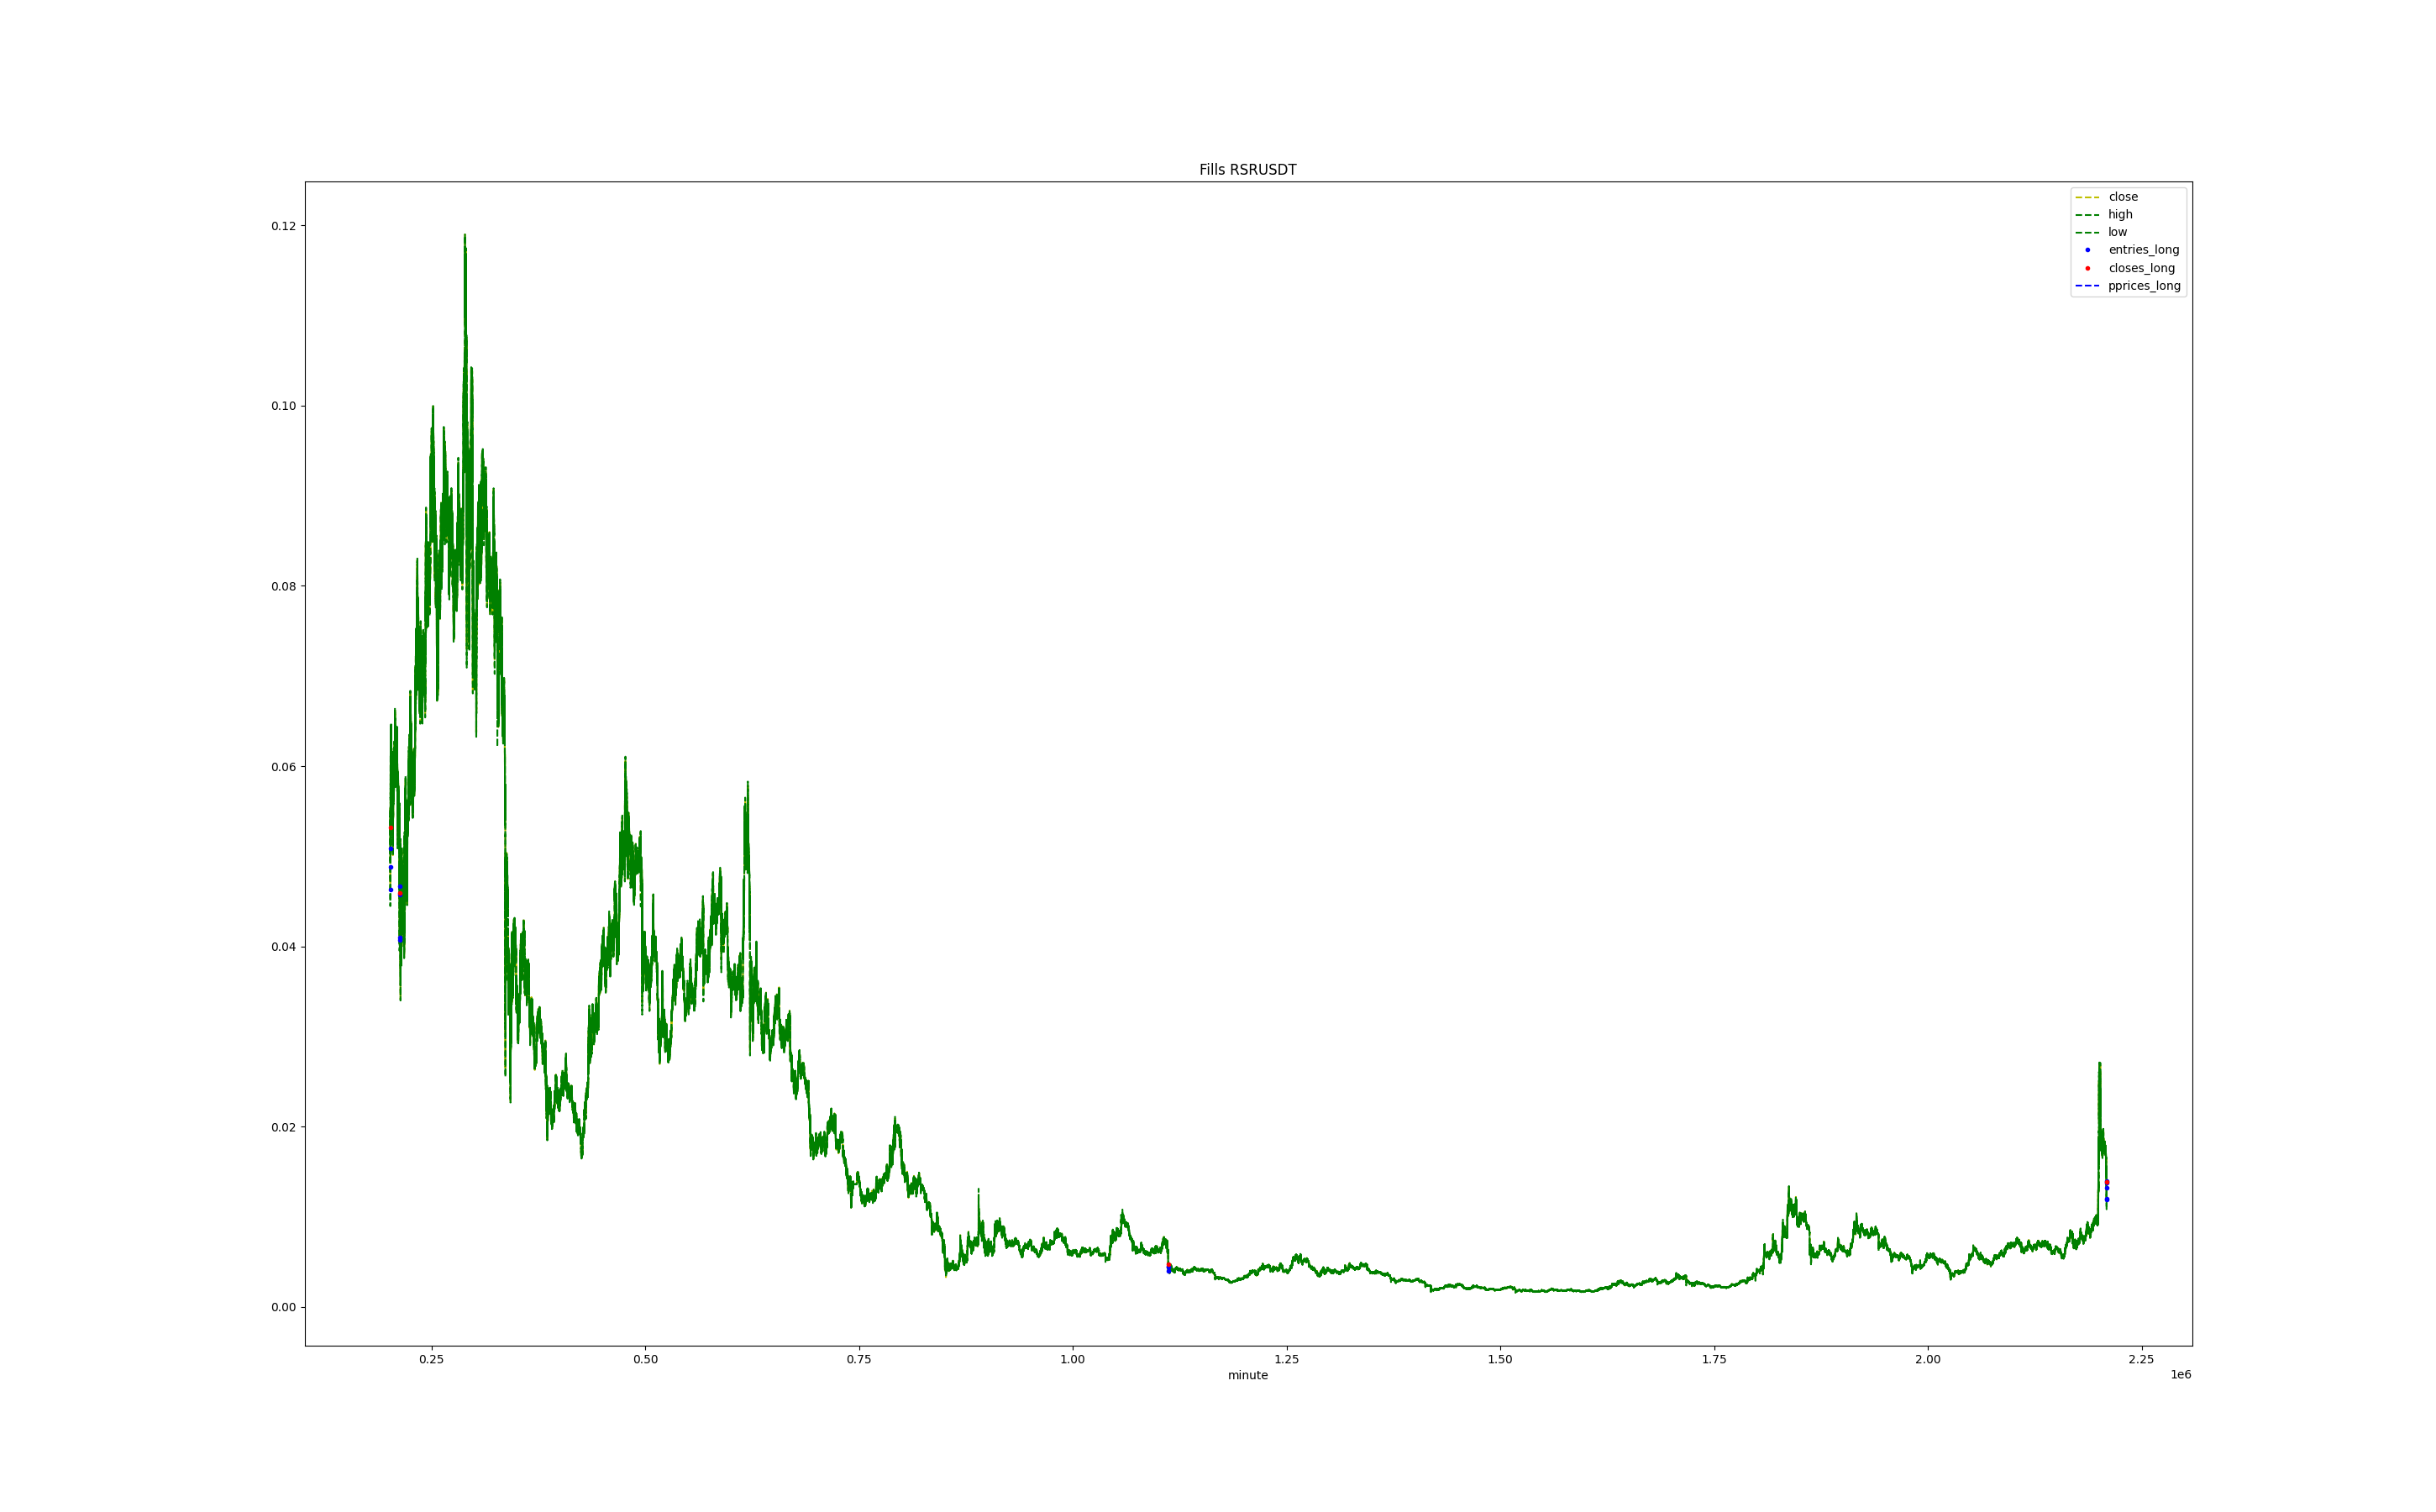 Fills RSRUSDT
close
high
low
entries_long
closes_long
pprices_long
0.12
0.10
0.08
0.06
0.04
0.02
0.00
0.25 0.50 0.75 1.00 1.25 1.50 1.75 2.00 2.25
1e6
minute